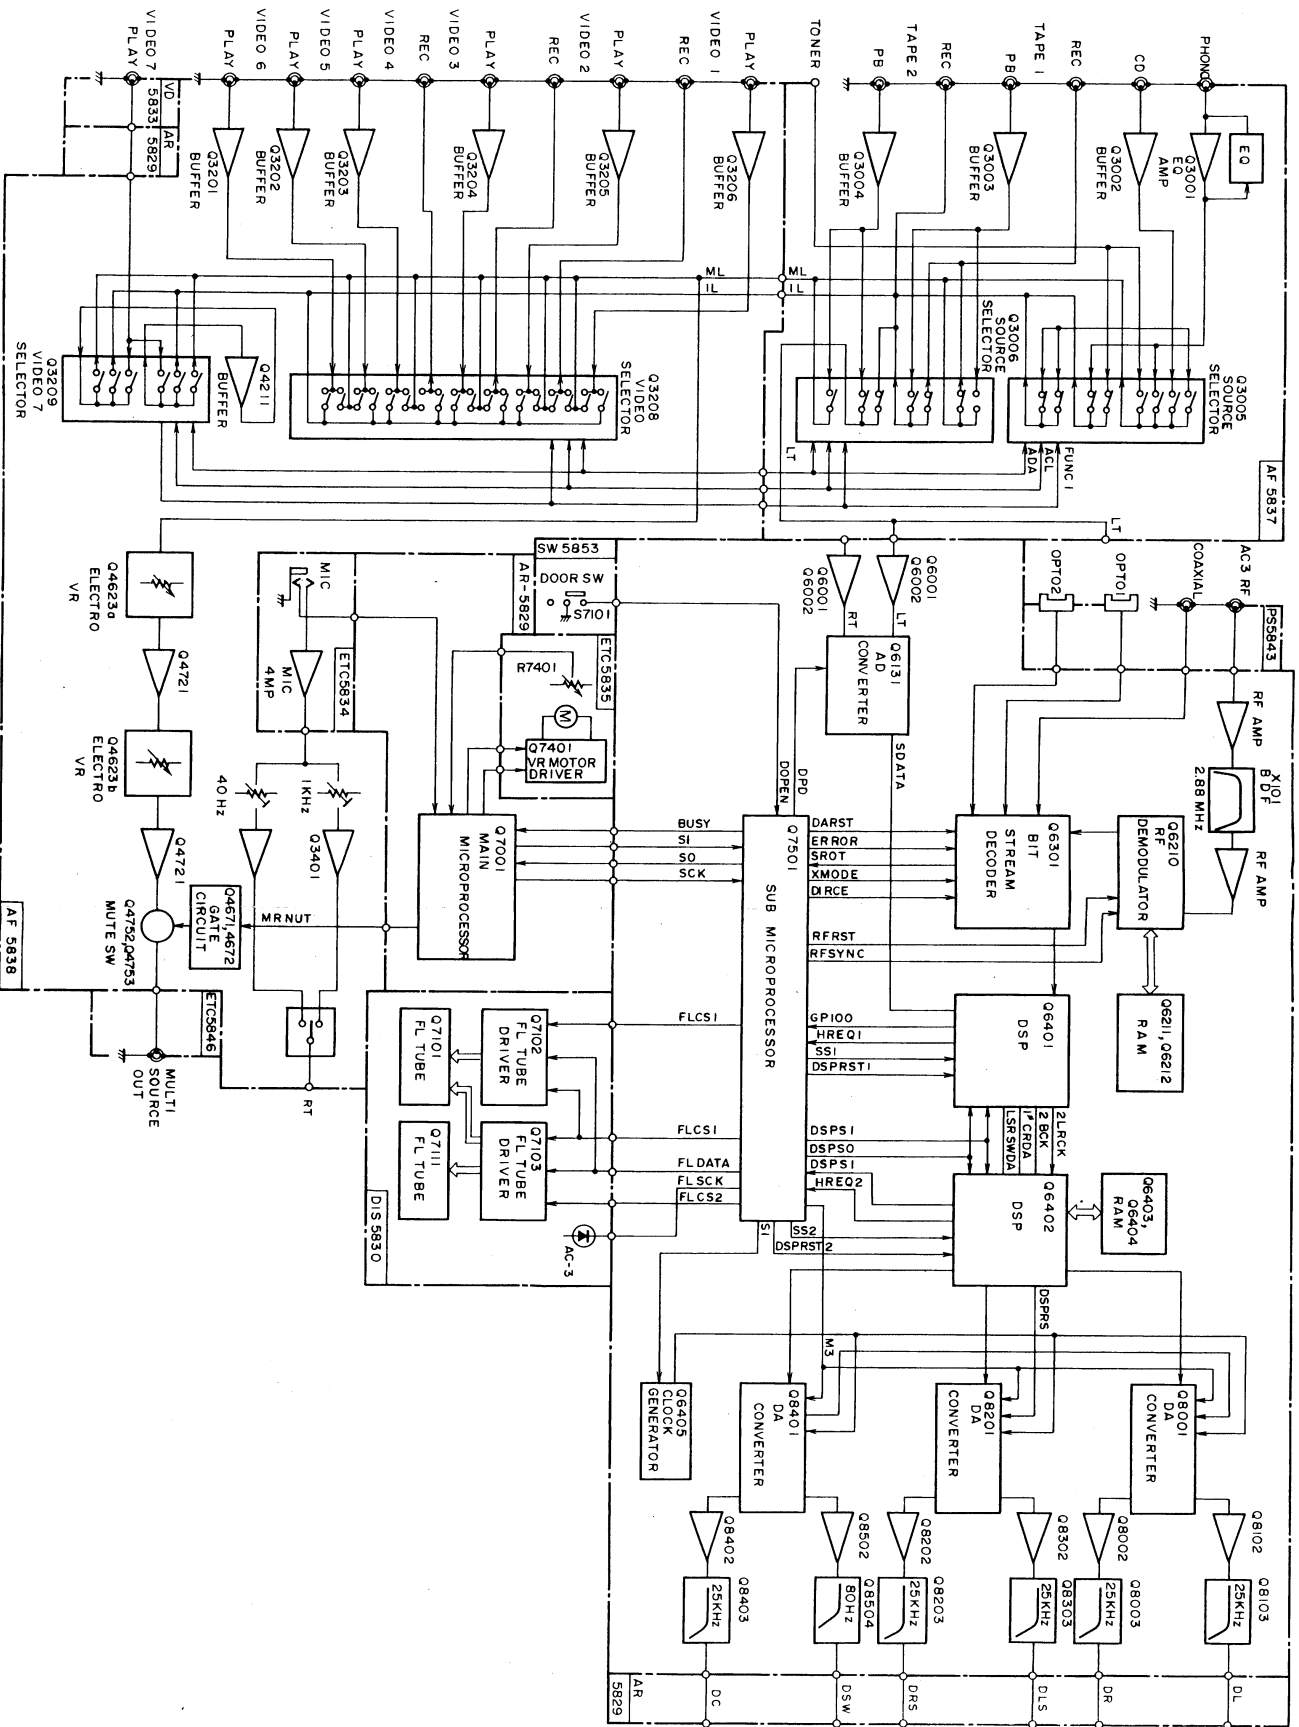 PHONO
CD
REC
TAPE 1
PB
REC
TAPE 2
PB
TONER
PLAY
VIDEO 1
REC
PLAY
VIDEO 2
REC
PLAY
VIDEO 3
REC
VIDEO 4
PLAY
VIDEO 5
PLAY
VIDEO 6
PLAY
VIDEO 7
PLAY
VD
5833
AR
5829
EQ
Q3001
EQ
AMP
Q3002
BUFFER
Q3003
BUFFER
Q3004
BUFFER
Q3206
BUFFER
Q3205
BUFFER
Q3204
BUFFER
Q3203
BUFFER
Q3202
BUFFER
Q3201
BUFFER
ML
IL
ML
IL
Q3005
SOURCE
SELECTOR
Q3006
SOURCE
SELECTOR
Q3208
VIDEO
SELECTOR
Q4211
BUFFER
Q3209
VIDEO 7
SELECTOR
FUNC1
ACL
ADA
LT
AF 5837
LT
AC3 RF
COAXIAL
OPT01
OPT02
PS5843
Q6001
Q6002
Q6001
Q6002
LT
RT
Q6131
AD
CONVERTER
SDATA
DPD
DOPEN
SW 5853
DOOR SW
S7101
AR-5829
ETC5835
R7401
M
Q7401
VR MOTOR
DRIVER
MIC
MIC
4MP
ETC5834
1KHz
40Hz
Q3401
Q4623a
ELECTRO
VR
Q4721
Q4623b
ELECTRO
VR
Q4721
Q4752,Q4753
MUTE SW
Q4671,4672
GATE
CIRCUIT
MRNUT
AF 5838
ETC5846
MULTI
SOURCE
OUT
RT
Q7001
MAIN
MICROPROCESSOR
BUSY
SI
SO
SCK
Q7501
SUB MICROPROCESSOR
DARST
ERROR
SROT
XMODE
DIRCE
RFRST
RFSYNC
GPIOO
HREQ1
SS1
DSPRST1
DSPS1
DSPSO
DSPS1
HREQ2
SS2
DSPRST2
S1
RF AMP
X1101
BDF
2.88 MHz
RF AMP
Q6210
RF
DEMODULATOR
Q6301
BIT
STREAM
DECODER
Q6211,Q6212
RAM
Q6401
DSP
2LRCK
2BCK
LSRSWDA
Q6402
DSP
Q6403,
Q6404
RAM
DSPRS
M3
FLCS1
FLCS1
FLDATA
FLSCK
FLCS2
Q7102
FL TUBE
DRIVER
Q7101
FL TUBE
Q7103
FL TUBE
DRIVER
Q7111
FL TUBE
DIS 5830
AC-3
Q6405
CLOCK
GENERATOR
Q8401
DA
CONVERTER
Q8201
DA
CONVERTER
Q8001
DA
CONVERTER
Q8102
Q8103
25KHz
DL
Q8002
Q8003
25KHz
DR
Q8302
Q8303
25KHz
DLS
Q8202
Q8203
25KHz
DRS
Q8502
Q8504
80Hz
DSW
Q8402
Q8403
25KHz
DC
AR
5829